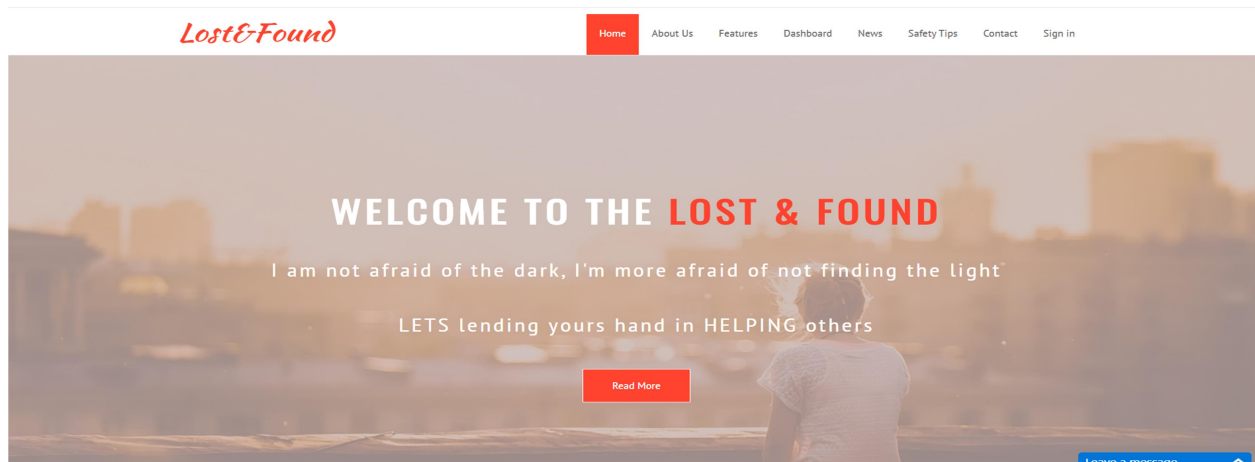 Lost&Found
Home About Us Features Dashboard News Safety Tips Contact Sign in
WELCOME TO THE LOST & FOUND
I am not afraid of the dark, I'm more afraid of not finding the light"
LETS lending yours hand in HELPING others
Read More
Leave a message